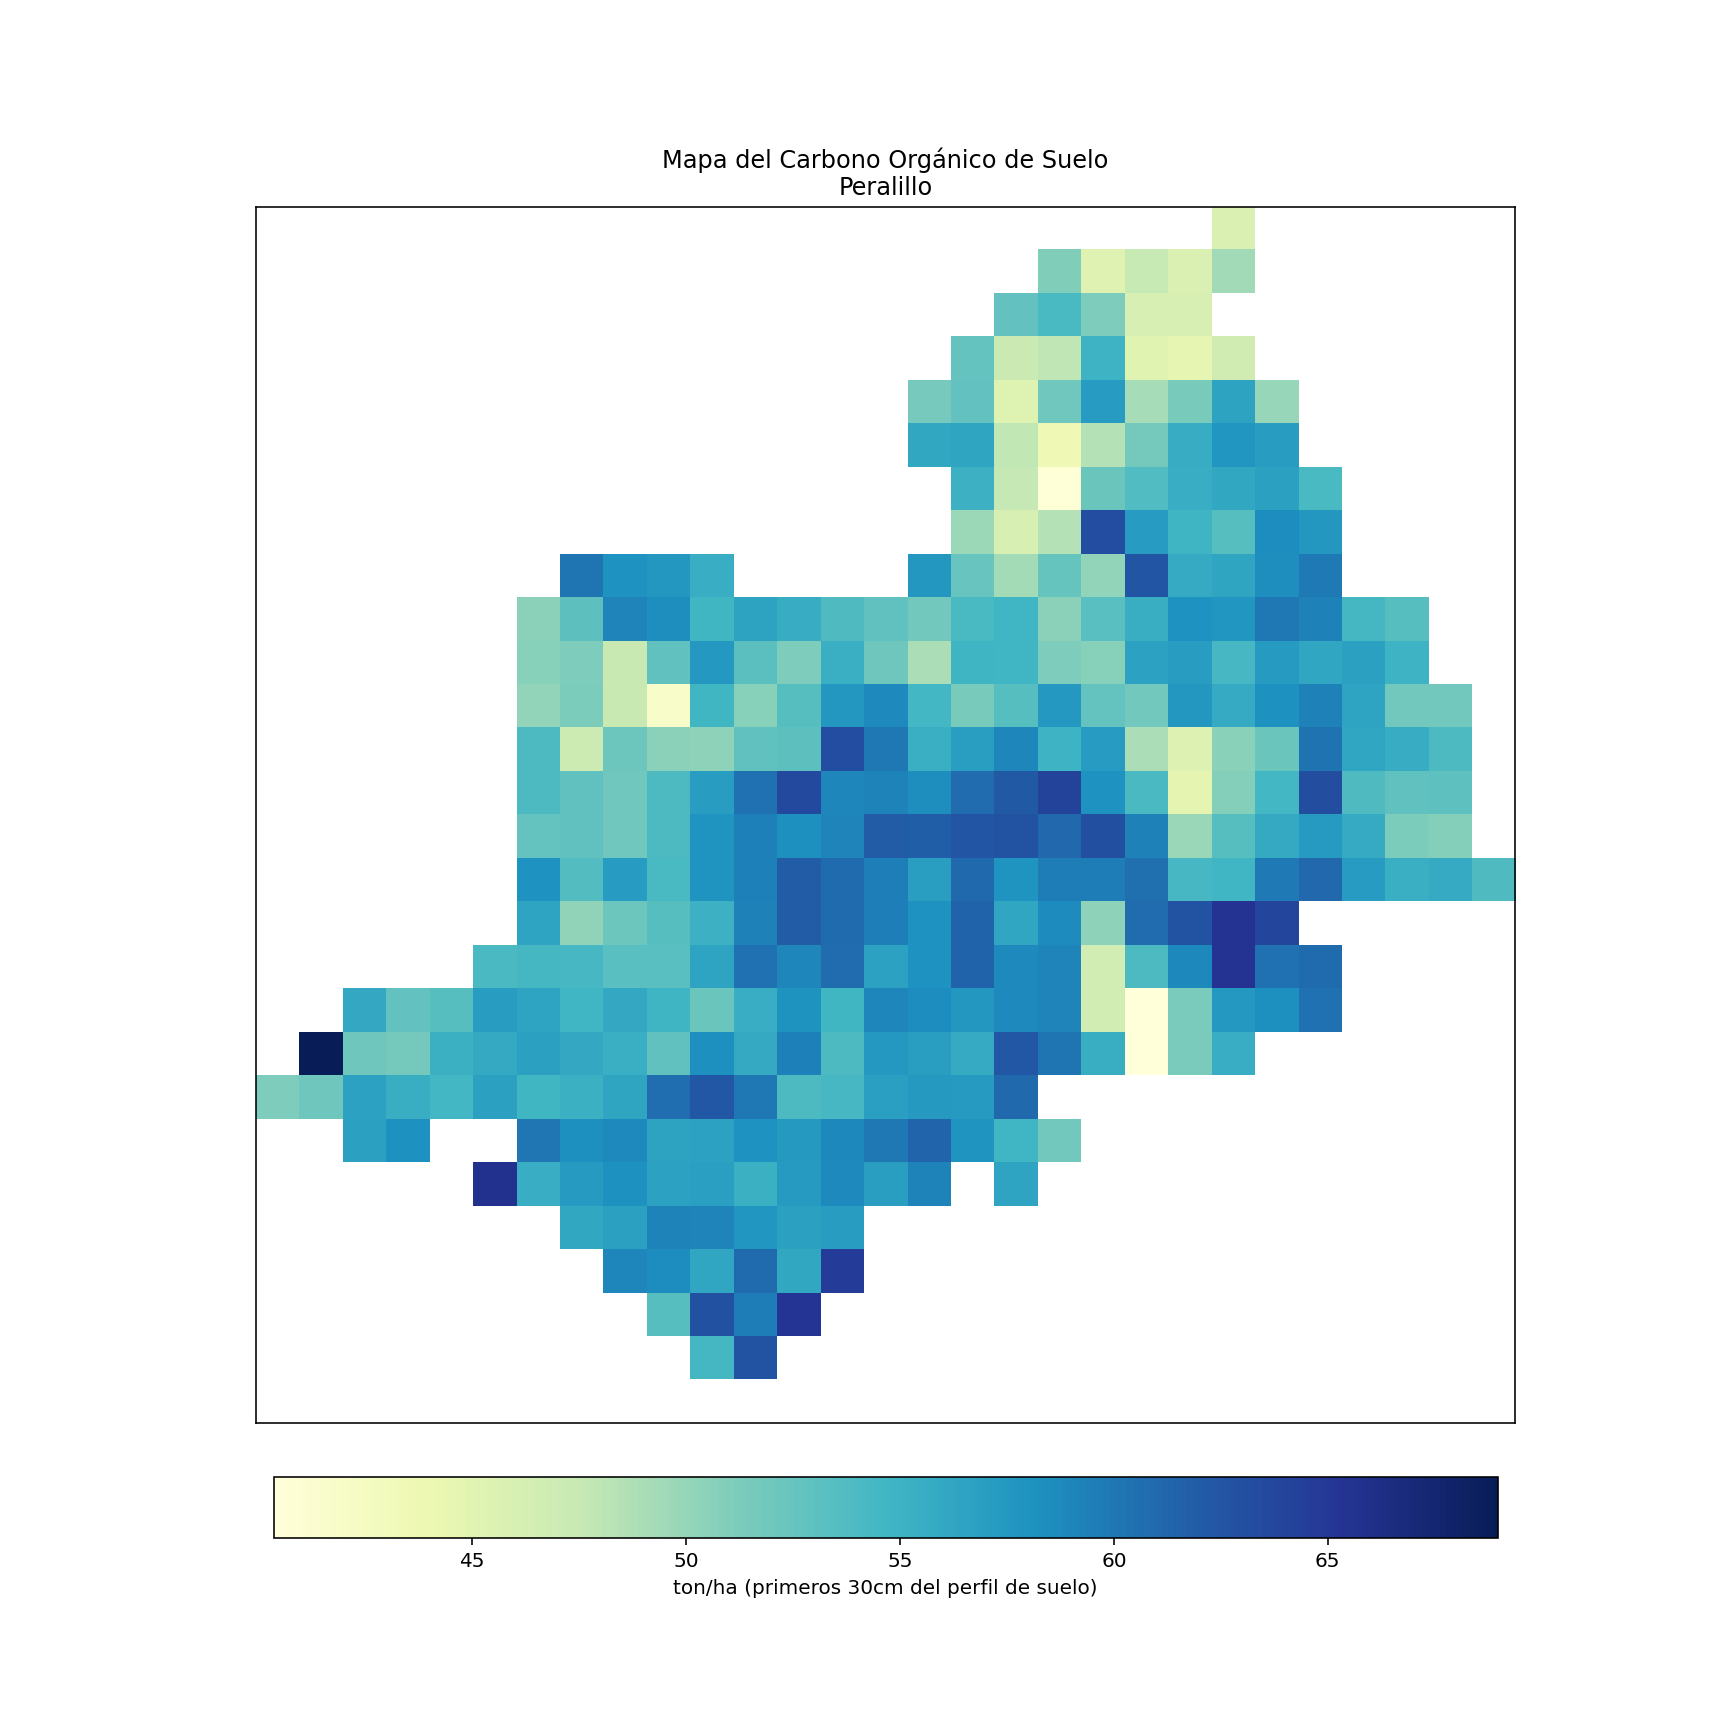 Mapa del Carbono Orgánico de Suelo
Peralillo
45 50 55 60 65
ton/ha (primeros 30cm del perfil de suelo)